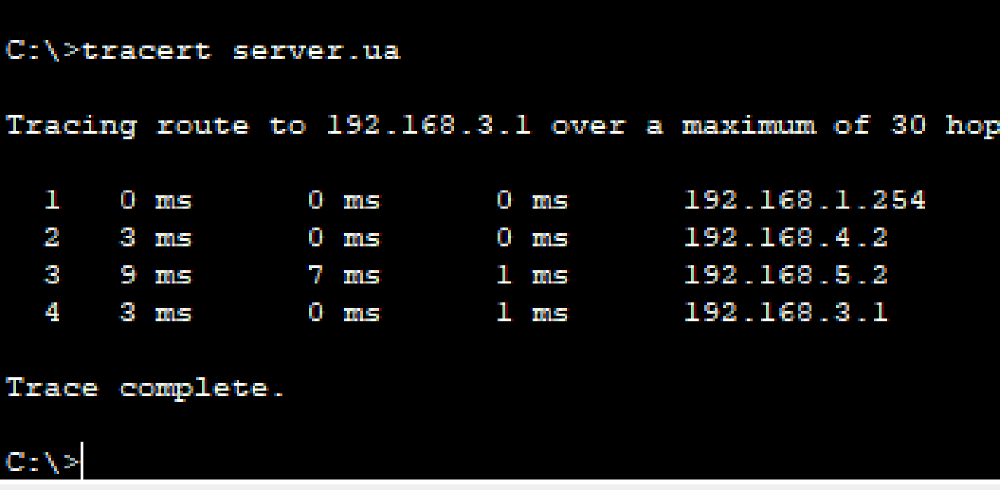 C:\>tracert server.ua
Tracing route to 192.168.3.1 over a maximum of 30 hop
1 0 ms 0 ms 0 ms 192.168.1.254
2 3 ms 0 ms 0 ms 192.168.4.2
3 9 ms 7 ms 1 ms 192.168.5.2
4 3 ms 0 ms 1 ms 192.168.3.1
Trace complete.
C:\>